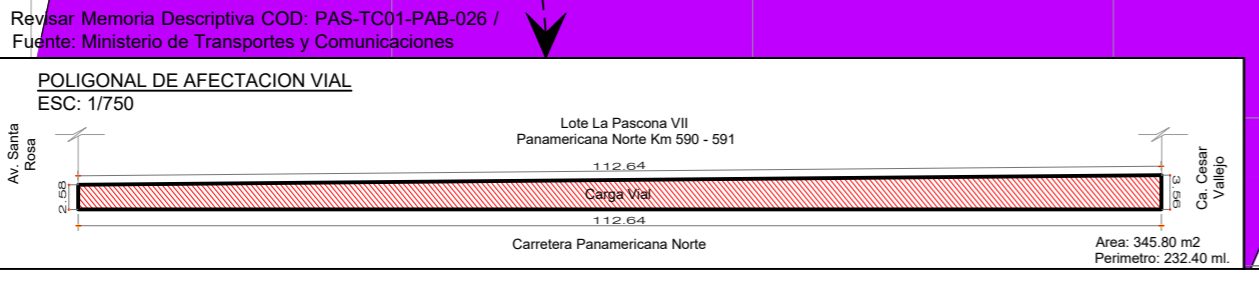 Revisar Memoria Descriptiva COD: PAS-TC01-PAB-026 /
Fuente: Ministerio de Transportes y Comunicaciones
POLIGONAL DE AFECTACION VIAL
ESC: 1/750
Av. Santa
Rosa
Lote La Pascona VII
Panamericana Norte Km 590 - 591
112.64
2.58
Carga Vial
3.56
Ca. Cesar
Vallejo
112.64
Carretera Panamericana Norte
Area: 345.80 m2
Perimetro: 232.40 ml.